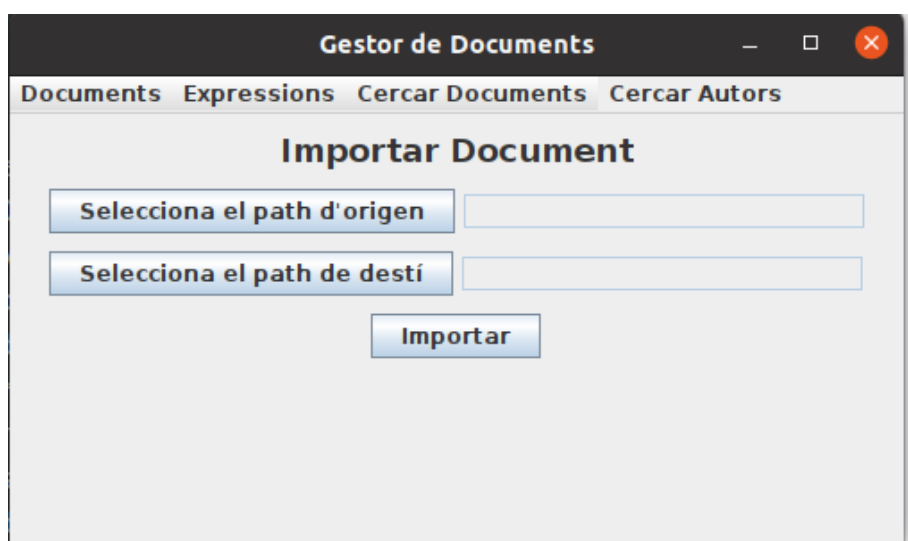 Gestor de Documents
Documents Expressions Cercar Documents Cercar Autors
Importar Document
Selecciona el path d'origen
Selecciona el path de destí
Importar